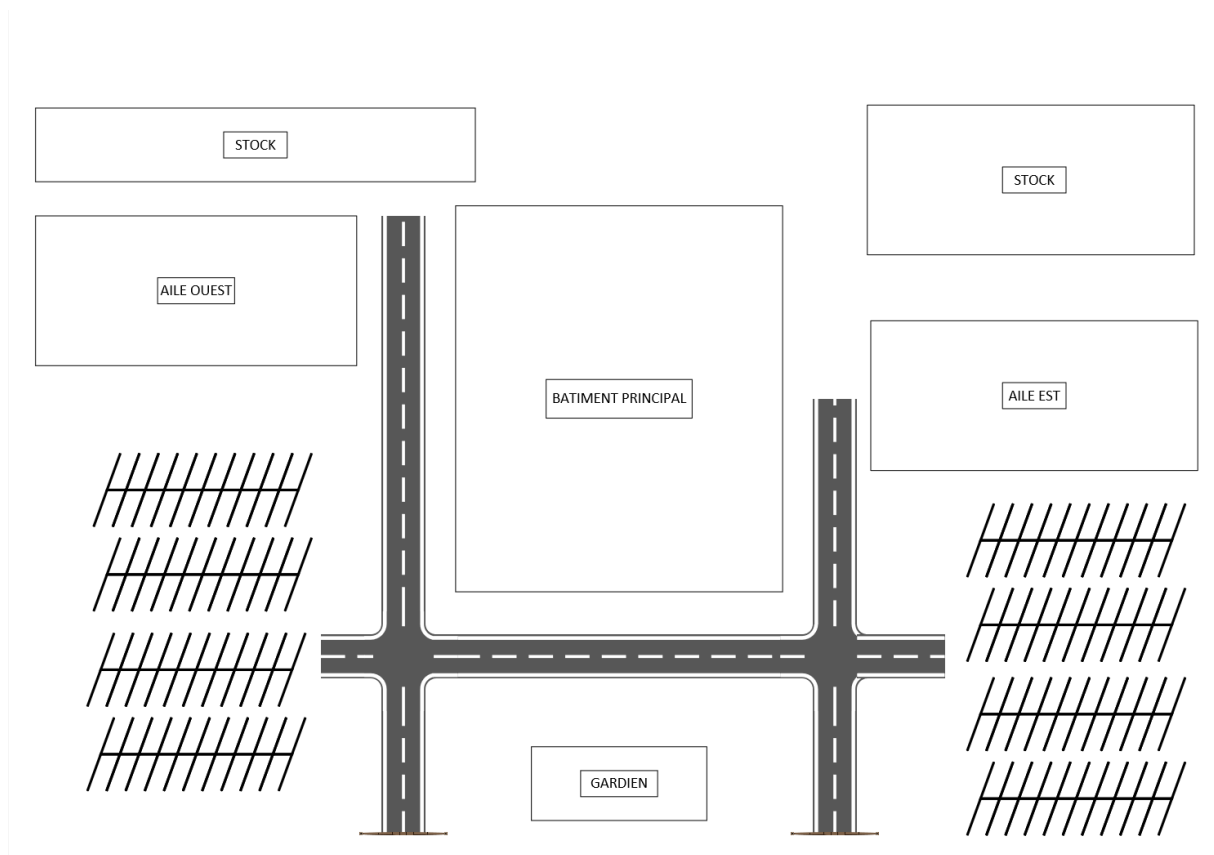 STOCK
STOCK
AILE OUEST
BATIMENT PRINCIPAL
AILE EST
GARDIEN